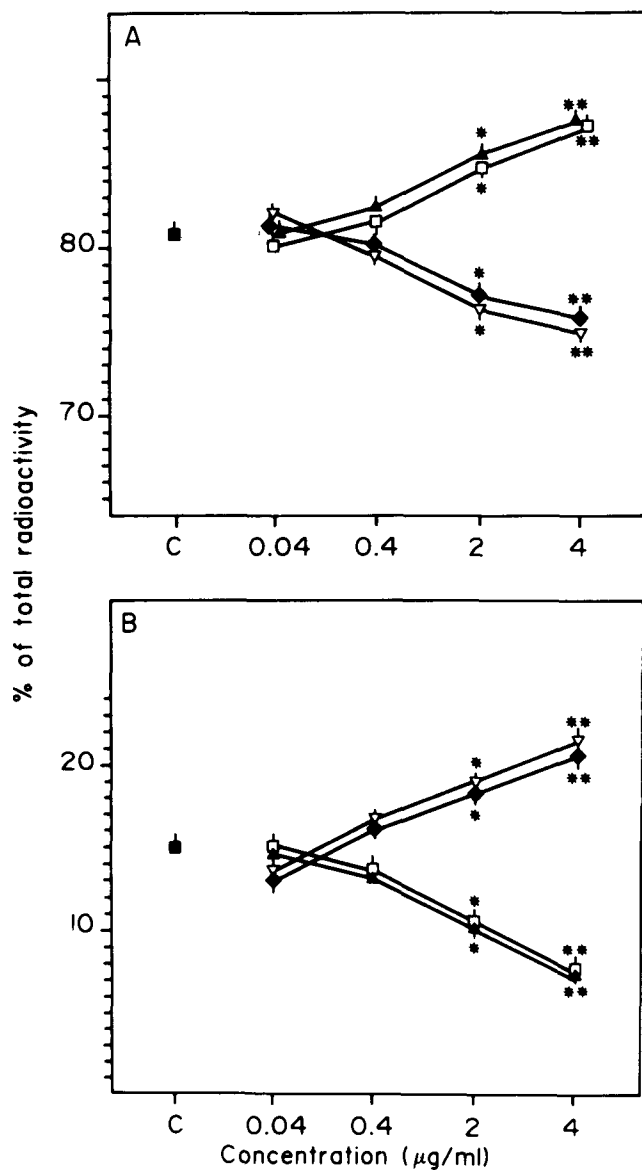 A
80
70
C 0.04 0.4 2 4
* ** ** * * ** * **
% of total radioactivity
B
20
10
** * ** * * ** * **
C 0.04 0.4 2 4
Concentration (μg/ml)